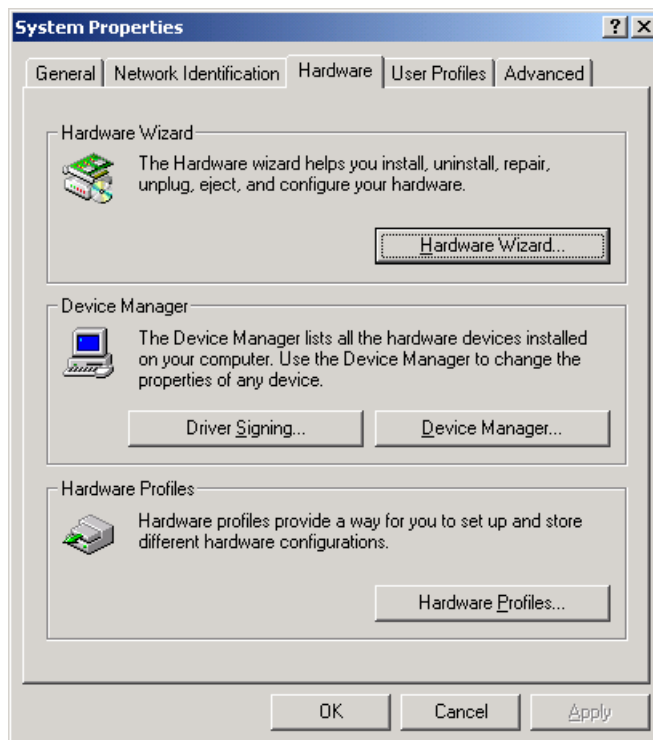 System Properties
General Network Identification Hardware User Profiles Advanced
Hardware Wizard
The Hardware wizard helps you install, uninstall, repair,
unplug, eject, and configure your hardware.
Hardware Wizard...
Device Manager
The Device Manager lists all the hardware devices installed
on your computer. Use the Device Manager to change the
properties of any device.
Driver Signing... Device Manager...
Hardware Profiles
Hardware profiles provide a way for you to set up and store
different hardware configurations.
Hardware Profiles...
OK Cancel Apply